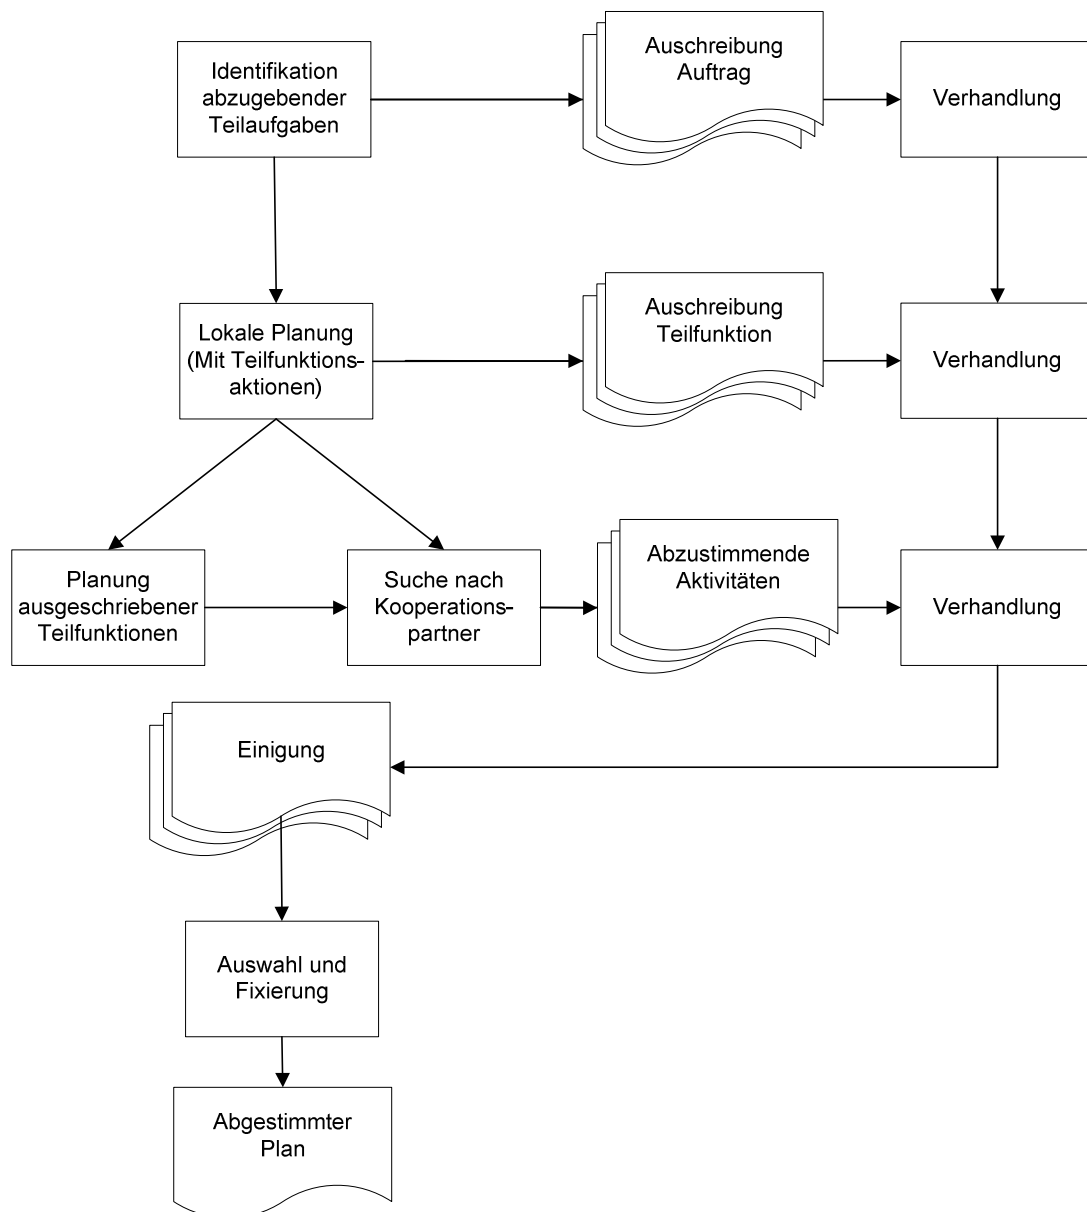 Identifikation
abzugebender
Teilaufgaben
Auschreibung
Auftrag
Verhandlung
Lokale Planung
(Mit Teilfunktions-
aktionen)
Auschreibung
Teilfunktion
Verhandlung
Planung
ausgeschriebener
Teilfunktionen
Suche nach
Kooperations-
partner
Abzustimmende
Aktivitäten
Verhandlung
Einigung
Auswahl und
Fixierung
Abgestimmter
Plan